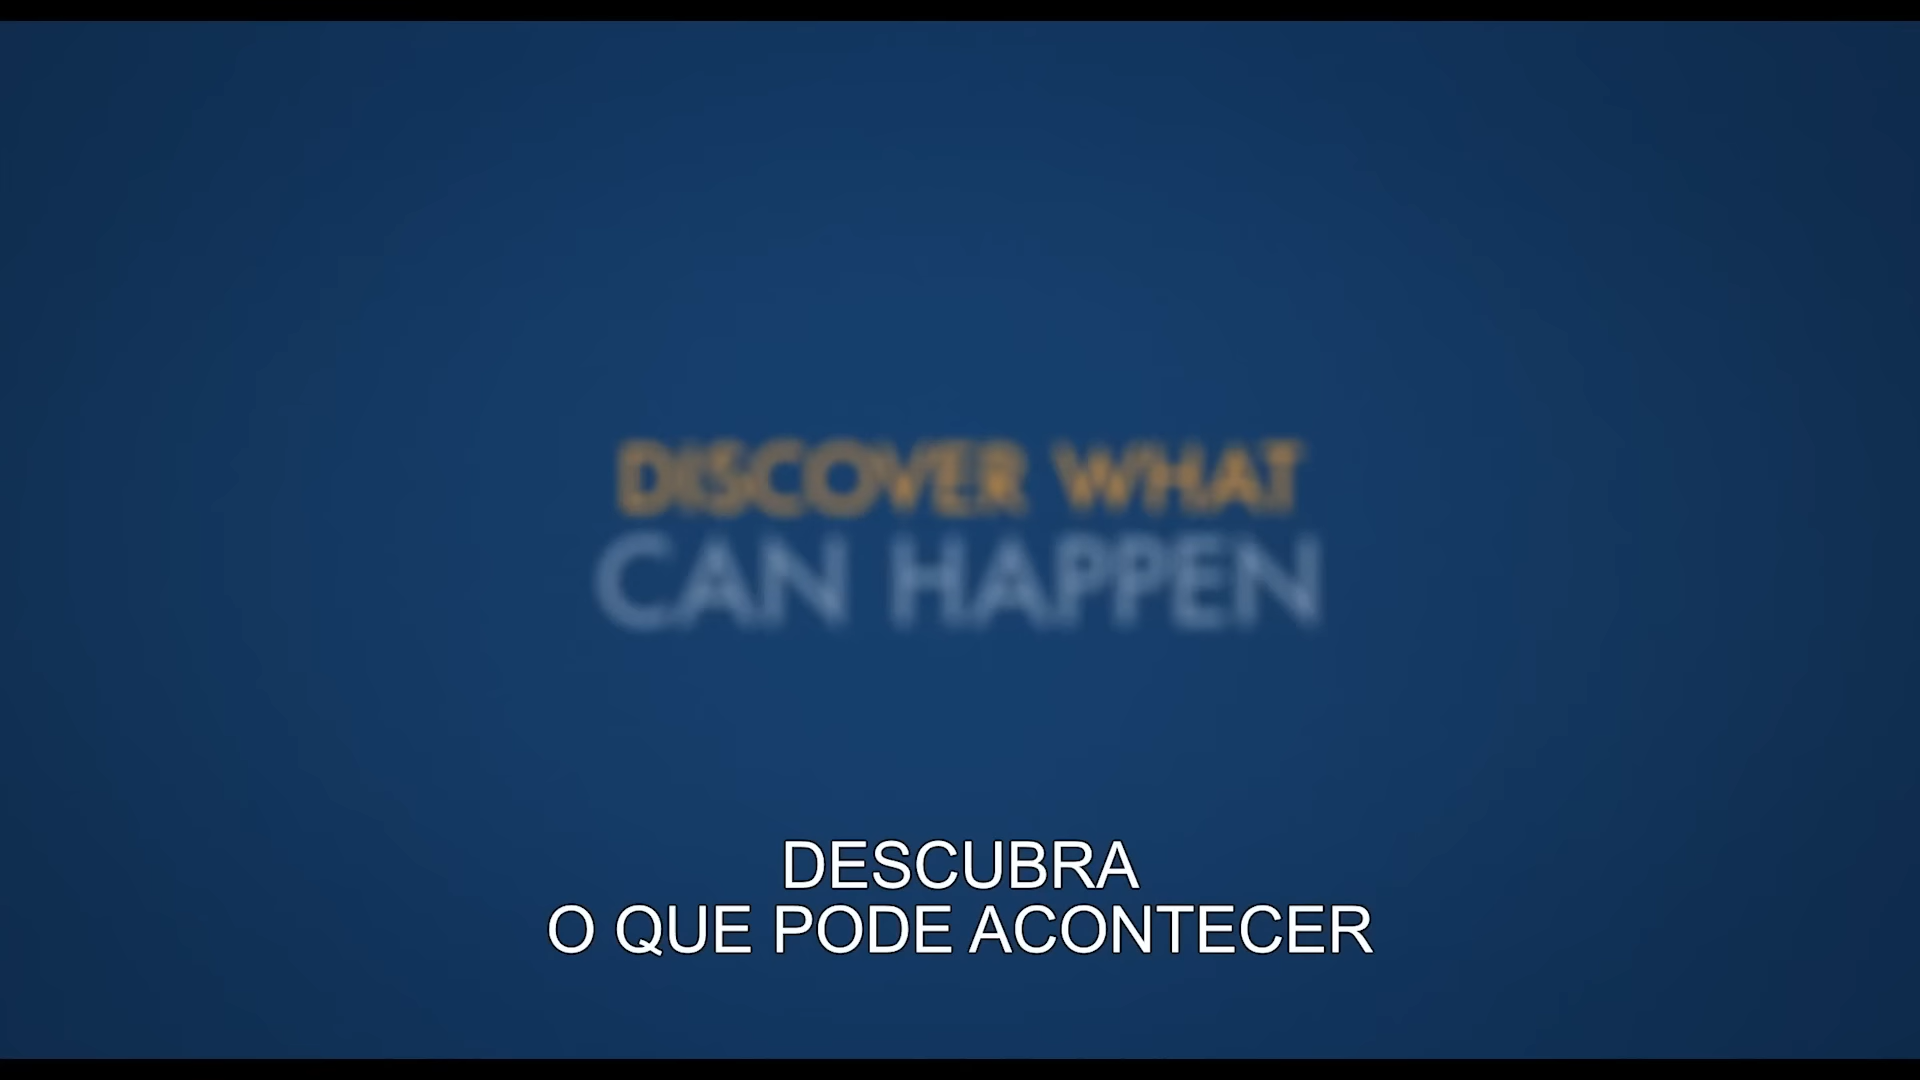 DISCOVER WHAT
CAN HAPPEN
DESCUBRA
O QUE PODE ACONTECER